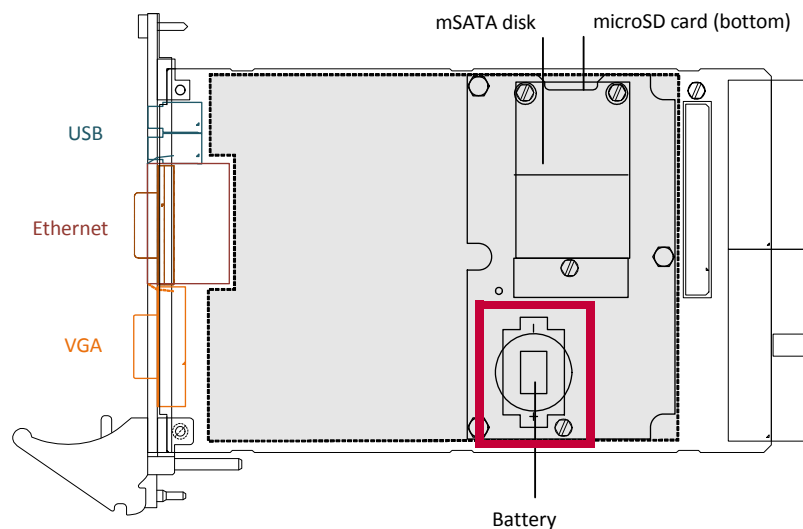 mSATA disk
microSD card (bottom)
USB
Ethernet
VGA
Battery